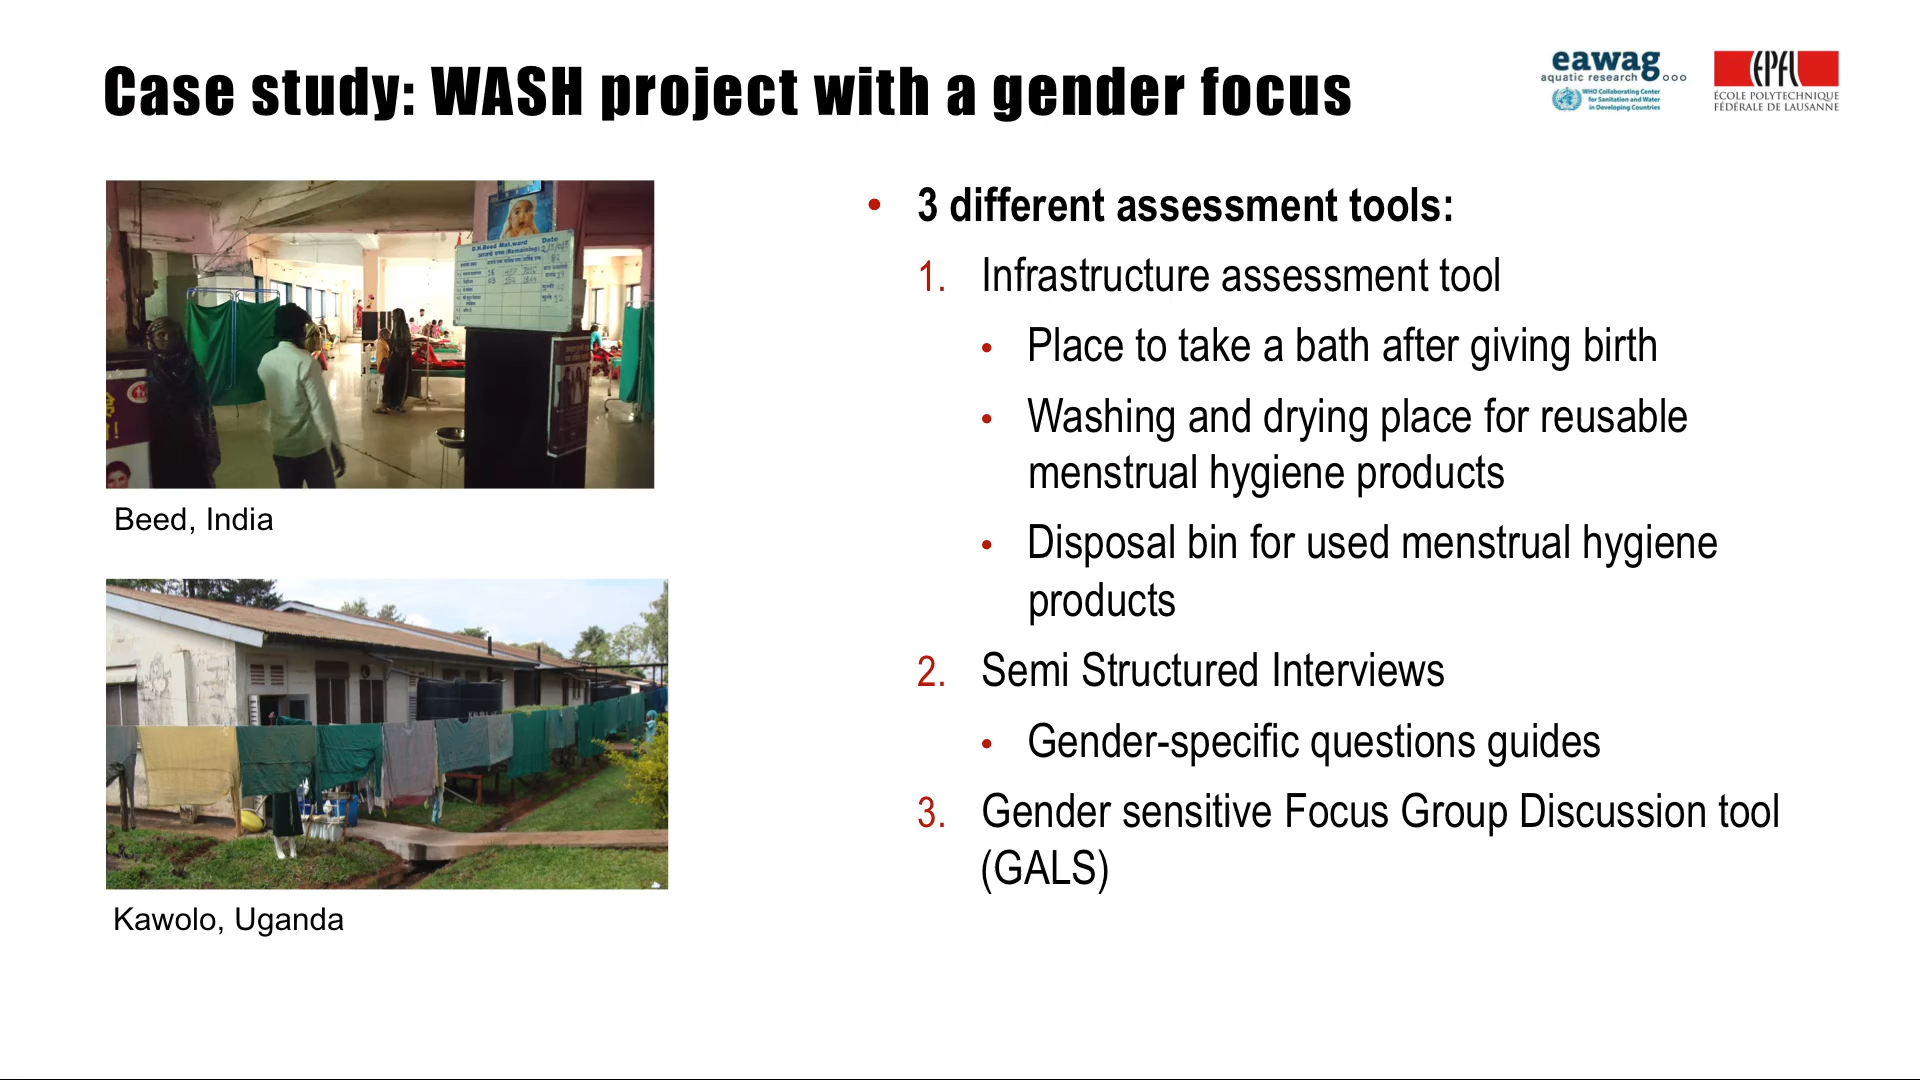 Case study: WASH project with a gender focus
eawag
aquatic research
WHO Collaborating Center
for Sanitation and Water
in Developing Countries
EPFL
ÉCOLE POLYTECHNIQUE
FÉDÉRALE DE LAUSANNE
D.H.Beed Mat.ward Date
Beed, India
Kawolo, Uganda
• 3 different assessment tools:
1. Infrastructure assessment tool
• Place to take a bath after giving birth
• Washing and drying place for reusable
menstrual hygiene products
• Disposal bin for used menstrual hygiene
products
2. Semi Structured Interviews
• Gender-specific questions guides
3. Gender sensitive Focus Group Discussion tool
(GALS)